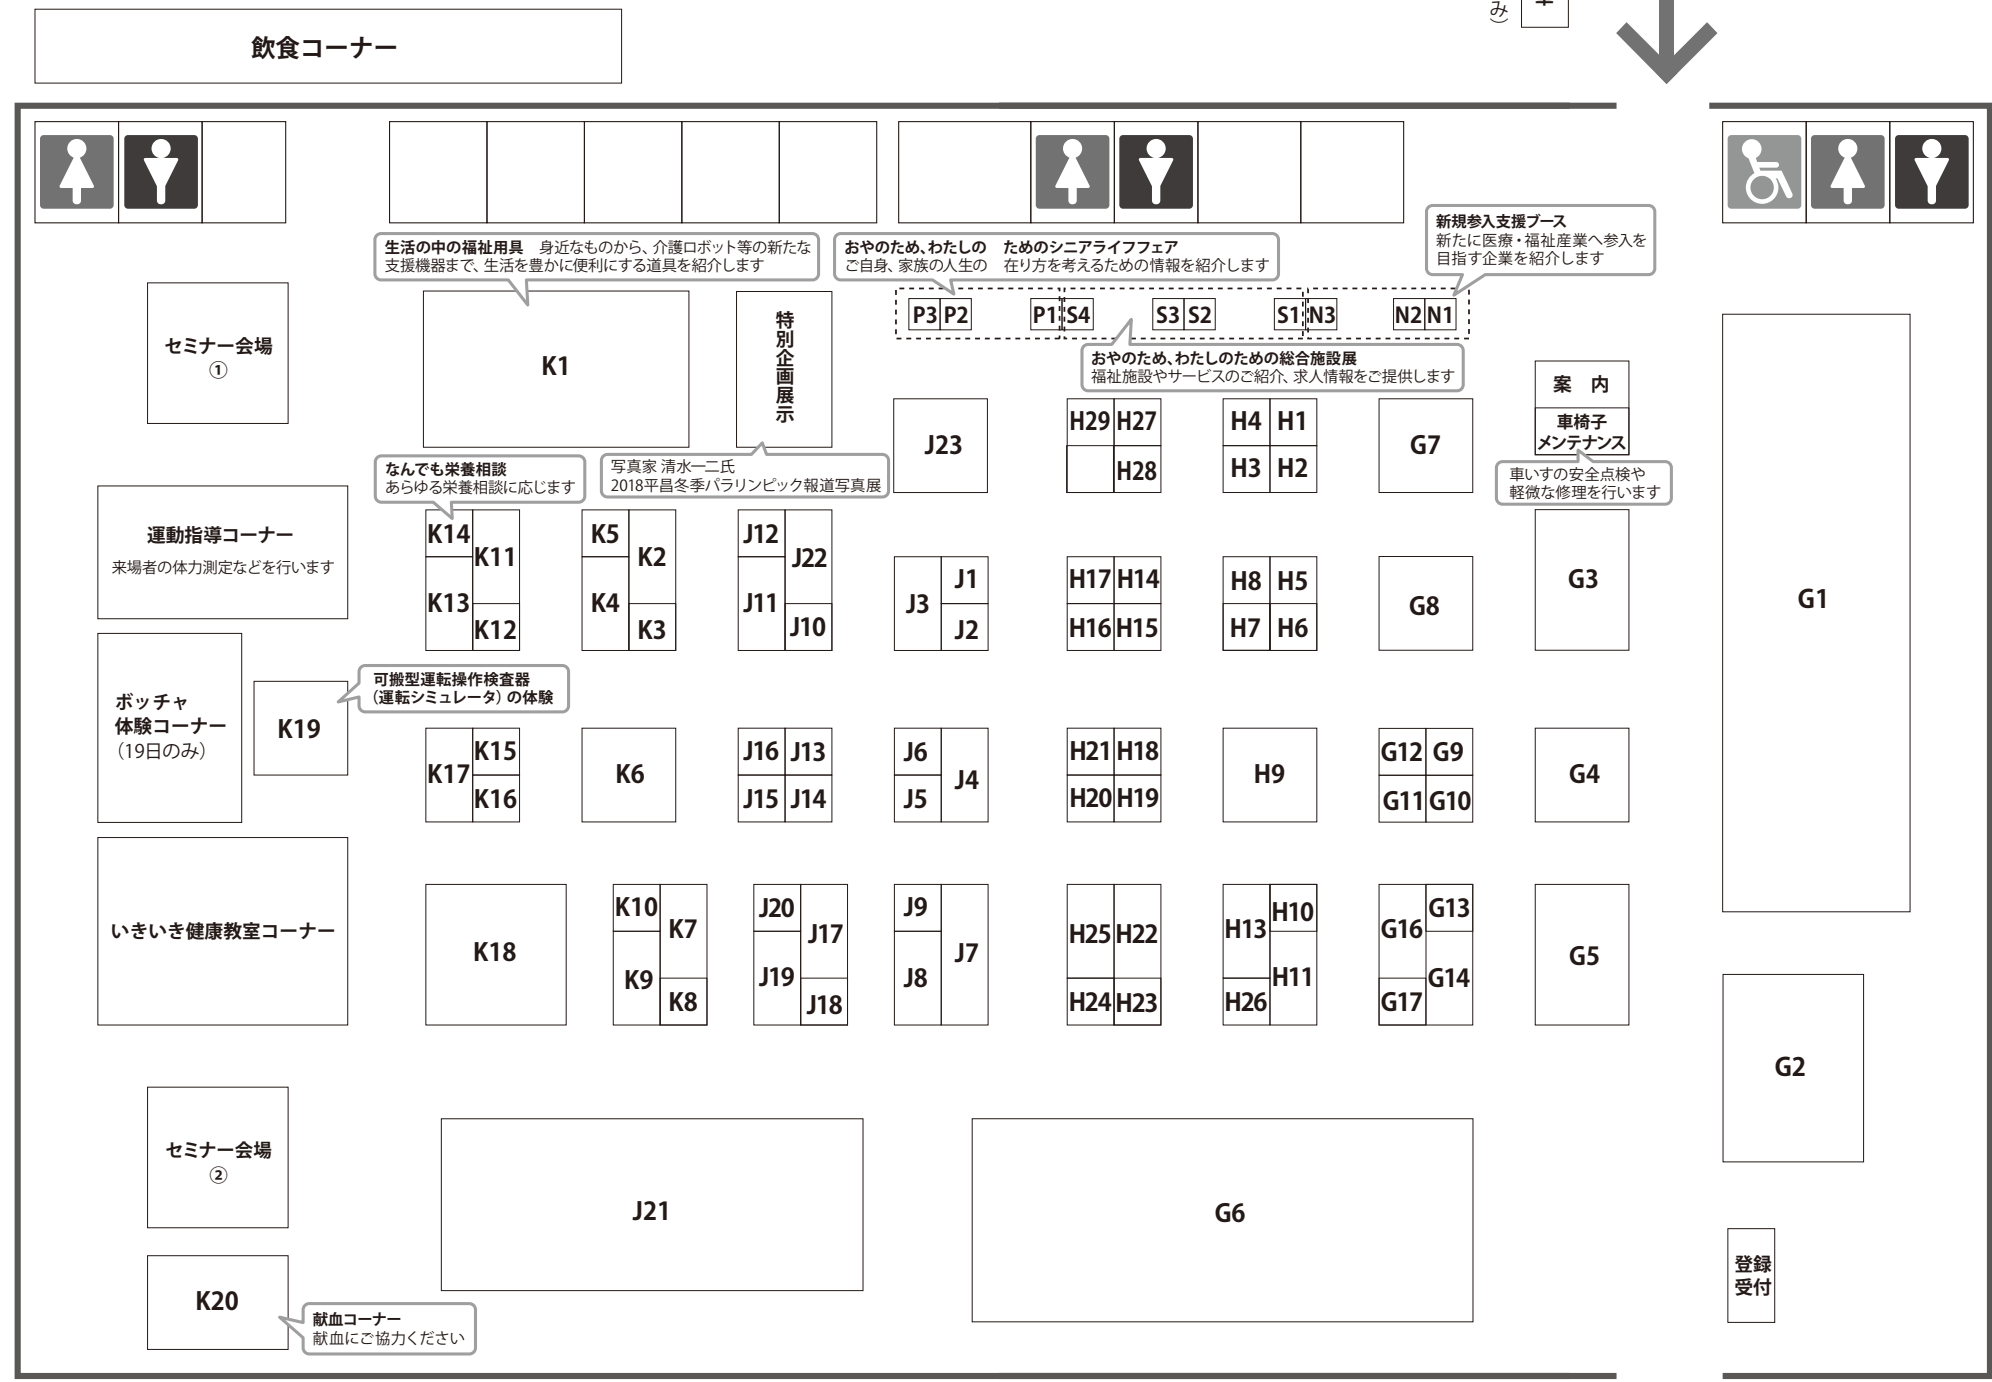 み）
飲食コーナー
生活の中の福祉用具　身近なものから、介護ロボット等の新たな
支援機器まで、生活を豊かに便利にする道具を紹介します
おやのため、わたしの　ためのシニアライフフェア
ご自身、家族の人生の　在り方を考えるための情報を紹介します
新規参入支援ブース
新たに医療・福祉産業へ参入を
目指す企業を紹介します
セミナー会場
①
K1
特別企画展示
P3 P2 P1 S4 S3 S2 S1 N3 N2 N1
おやのため、わたしのための総合施設展
福祉施設やサービスのご紹介、求人情報をご提供します
案　内
車椅子
メンテナンス
車いすの安全点検や
軽微な修理を行います
J23
H29 H27
H28
H4 H1
H3 H2
G7
なんでも栄養相談
あらゆる栄養相談に応じます
写真家 清水一二氏
2018平昌冬季パラリンピック報道写真展
運動指導コーナー
来場者の体力測定などを行います
K14
K11
K13
K12
K5
K2
K4
K3
J12
J22
J11
J10
J1
J3
J2
H17 H14
H16 H15
H8 H5
H7 H6
G8
G3
G1
ボッチャ
体験コーナー
（19日のみ）
K19
可搬型運転操作検査器
（運転シミュレータ）の体験
K15
K17
K16
K6
J16 J13
J15 J14
J6
J4
J5
H21 H18
H20 H19
H9
G12 G9
G11 G10
G4
いきいき健康教室コーナー
K18
K10
K7
K9
K8
J20
J17
J19
J18
J9
J7
J8
H25 H22
H24 H23
H10
H13
H11
H26
G13
G16
G14
G17
G5
G2
セミナー会場
②
J21
G6
登録
受付
K20
献血コーナー
献血にご協力ください